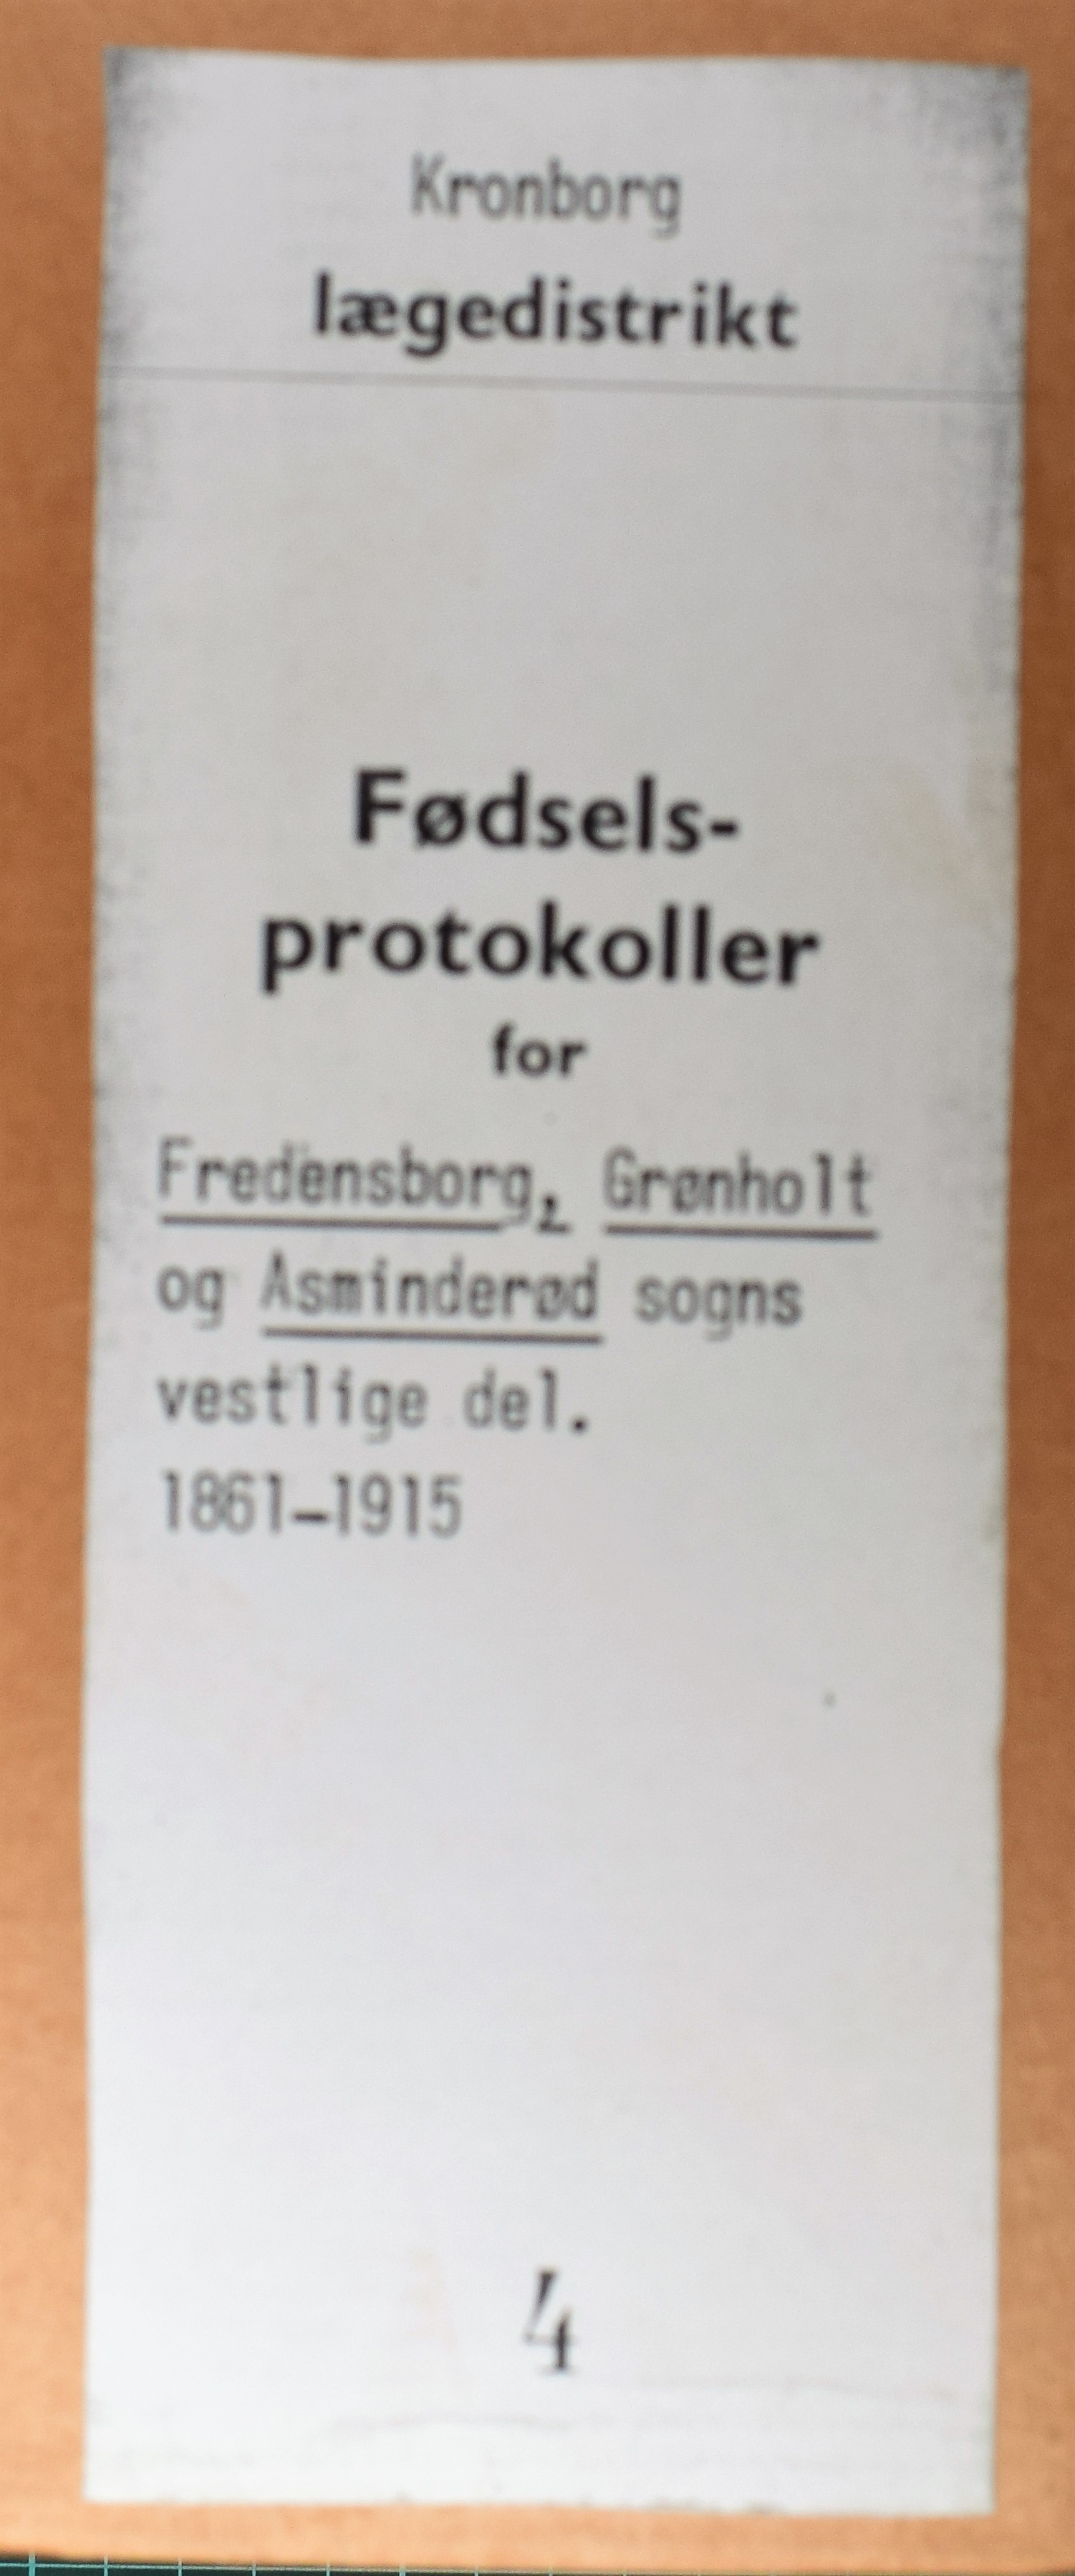 Kronborg
lægedistrikt
Fødsels-
protokoller
for
Fredensborg, Grønholt
og Asminderød sogns
vestlige del.
1861-1915
4